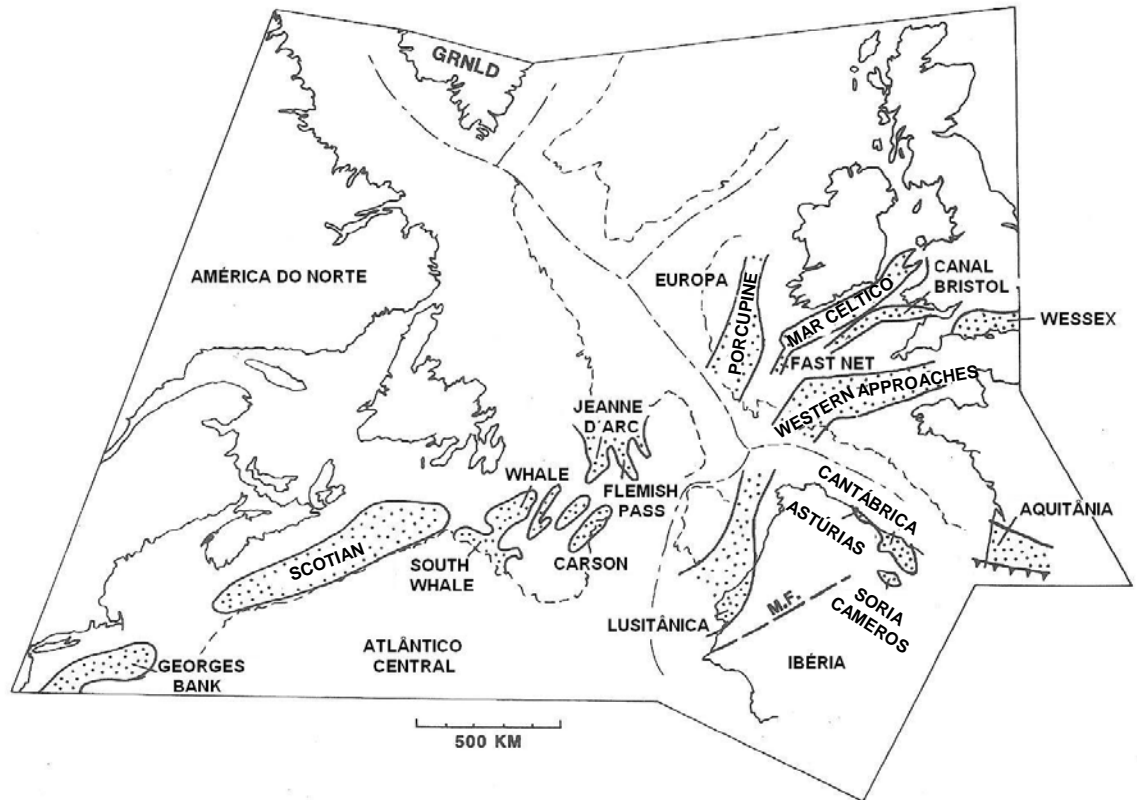 GRNLD
AMÉRICA DO NORTE
EUROPA
PORCUPINE
MAR CÉLTICO
CANAL
BRISTOL
WESSEX
FAST NET
WESTERN APPROACHES
JEANNE
D´ARC
WHALE
FLEMISH
PASS
CANTÁBRICA
ASTÚRIAS
AQUITÂNIA
SCOTIAN
SOUTH
WHALE
CARSON
LUSITÂNICA
M.F.
SORIA
CAMEROS
IBÉRIA
ATLÂNTICO
CENTRAL
GEORGES
BANK
500 KM